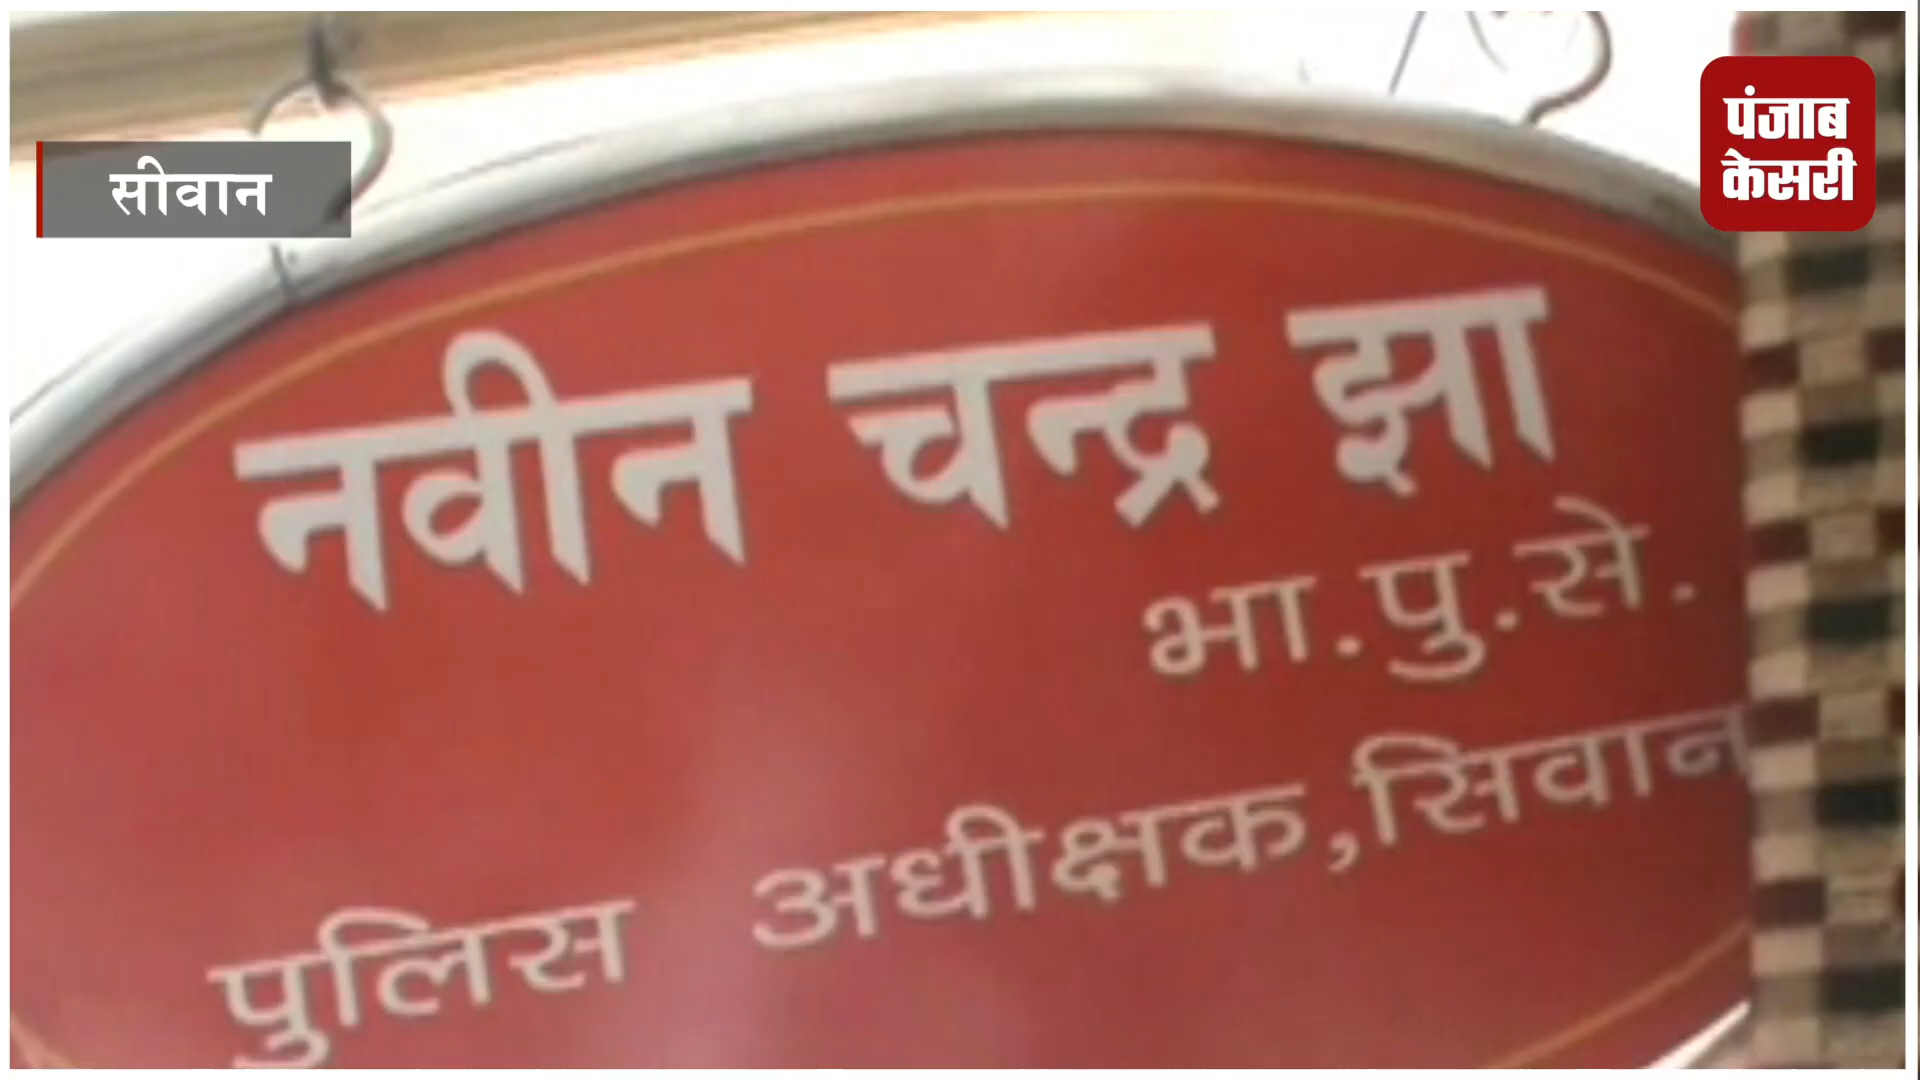 सीवान
पंजाब
केसरी
नवीन चन्द्र झा
भा.पु.से.
पुलिस अधीक्षक,सिवान